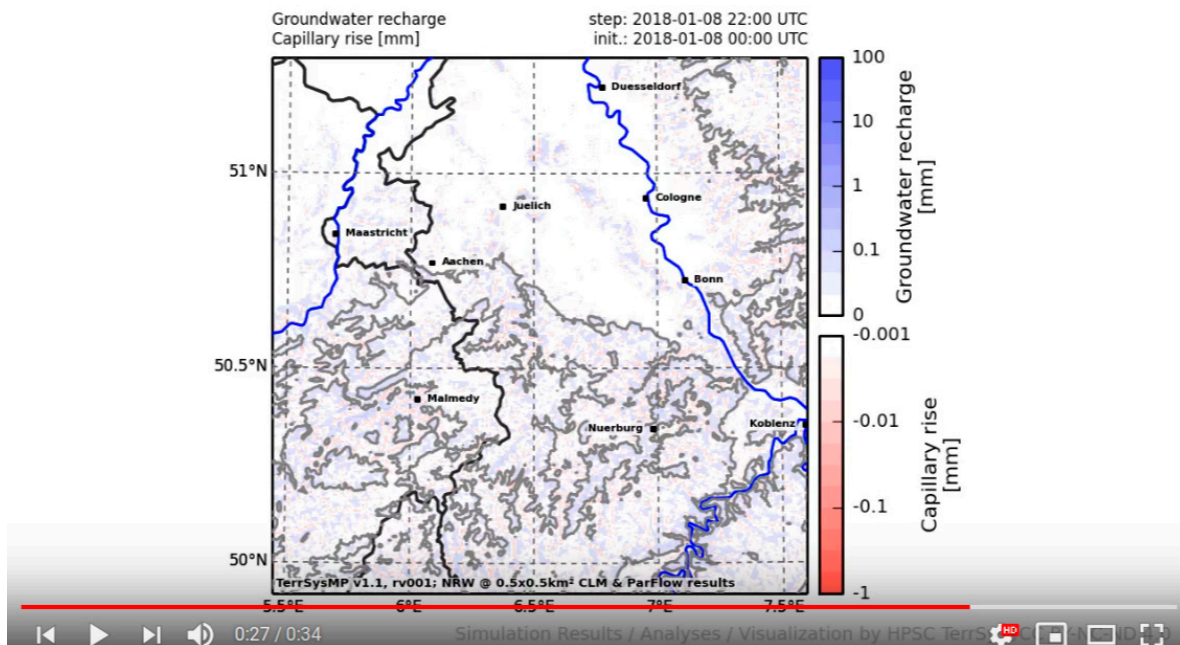 Groundwater recharge
Capillary rise [mm]
step: 2018-01-08 22:00 UTC
init.: 2018-01-08 00:00 UTC
100
10
1
0.1
0
Groundwater recharge
[mm]
-0.001
-0.01
-0.1
-1
Capillary rise
[mm]
51°N
50.5°N
50°N
Duesseldorf
Cologne
Juelich
Maastricht
Aachen
Bonn
Malmedy
Nuerburg
Koblenz
TerrSysMP v1.1, rv001; NRW @ 0.5x0.5km² CLM & ParFlow results
5.5°E
6°E
6.5°E
7°E
7.5°E
0:27 / 0:34
Simulation Results / Analyses / Visualization by HPSC TerrS
HD